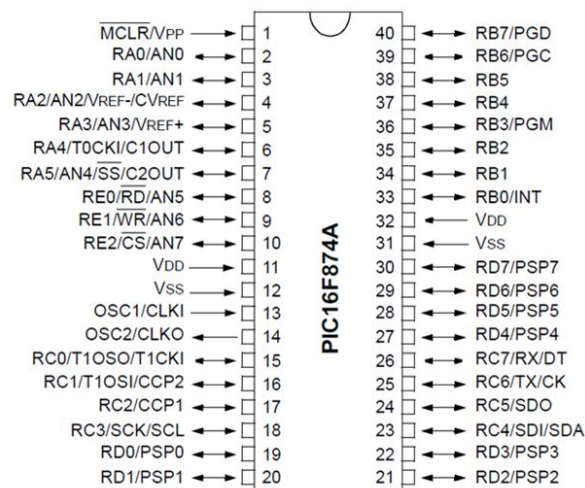 MCLR/VPP 1 40 RB7/PGD
RA0/AN0 2 39 RB6/PGC
RA1/AN1 3 38 RB5
RA2/AN2/VREF-/CVREF 4 37 RB4
RA3/AN3/VREF+ 5 36 RB3/PGM
RA4/T0CKI/C1OUT 6 35 RB2
RA5/AN4/SS/C2OUT 7 34 RB1
RE0/RD/AN5 8 33 RB0/INT
RE1/WR/AN6 9 32 VDD
RE2/CS/AN7 10 31 VSS
VDD 11 30 RD7/PSP7
VSS 12 29 RD6/PSP6
OSC1/CLKI 13 28 RD5/PSP5
OSC2/CLKO 14 27 RD4/PSP4
RC0/T1OSO/T1CKI 15 26 RC7/RX/DT
RC1/T1OSI/CCP2 16 25 RC6/TX/CK
RC2/CCP1 17 24 RC5/SDO
RC3/SCK/SCL 18 23 RC4/SDI/SDA
RD0/PSP0 19 22 RD3/PSP3
RD1/PSP1 20 21 RD2/PSP2
PIC16F874A